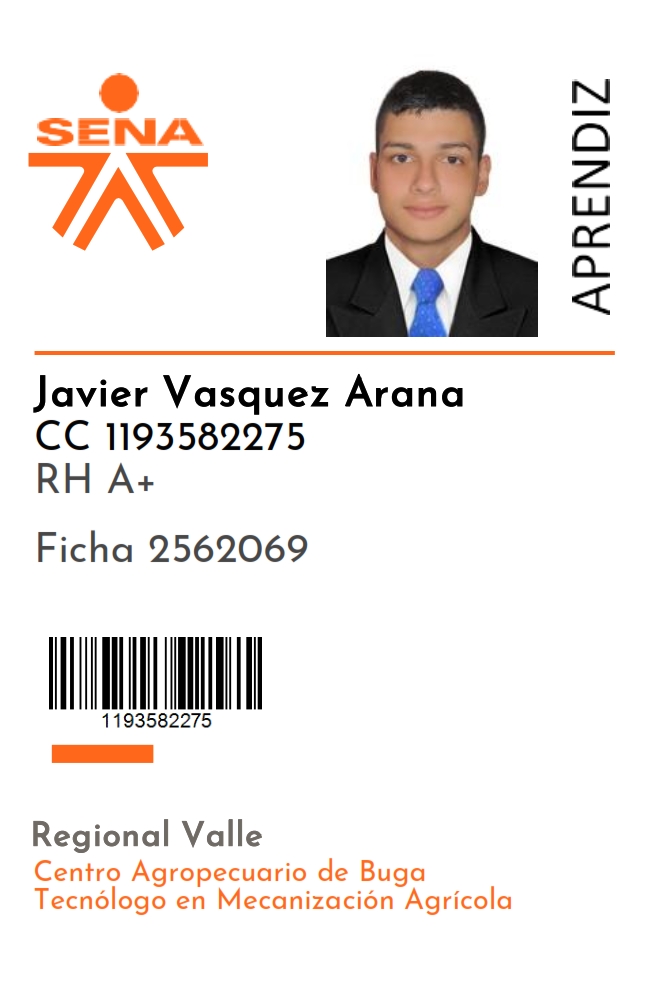 SENA
APRENDIZ
Javier Vasquez Arana
CC 1193582275
RH A+
Ficha 2562069
1193582275
Regional Valle
Centro Agropecuario de Buga
Tecnólogo en Mecanización Agrícola